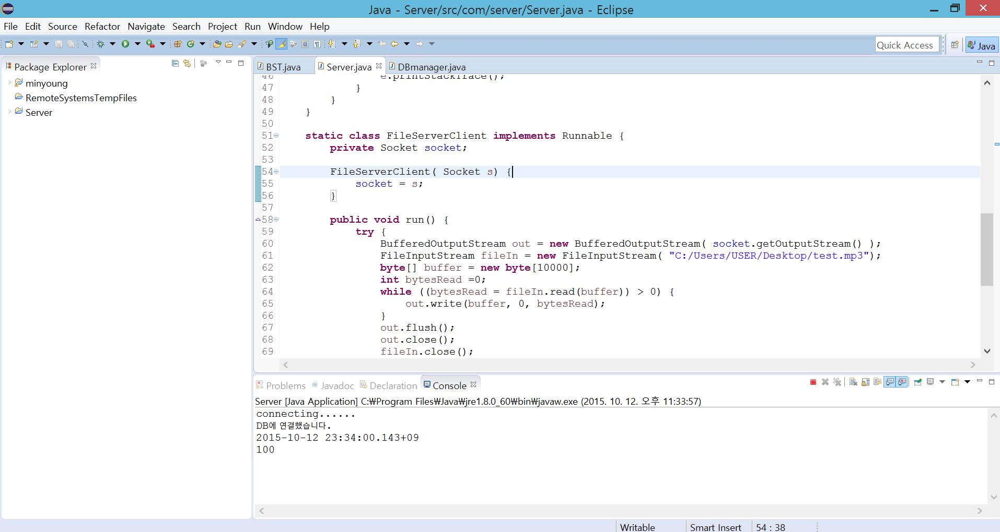 Java - Server/src/com/server/Server.java - Eclipse
File Edit Source Refactor Navigate Search Project Run Window Help
Quick Access
Java
Package Explorer
BST.java Server.java DBmanager.java
minyoung
RemoteSystemsTempFiles
Server
46 e.printStackTrace();
47 }
48 }
49 }
50
51 static class FileServerClient implements Runnable {
52 private Socket socket;
53
54 FileServerClient( Socket s) {
55 socket = s;
56 }
57
58 public void run() {
59 try {
60 BufferedOutputStream out = new BufferedOutputStream( socket.getOutputStream() );
61 FileInputStream fileIn = new FileInputStream( "C:/Users/USER/Desktop/test.mp3");
62 byte[] buffer = new byte[10000];
63 int bytesRead =0;
64 while ((bytesRead = fileIn.read(buffer)) > 0) {
65 out.write(buffer, 0, bytesRead);
66 }
67 out.flush();
68 out.close();
69 fileIn.close();
Problems @ Javadoc Declaration Console
Server [Java Application] C:₩Program Files₩Java₩jre1.8.0_60₩bin₩javaw.exe (2015. 10. 12. 오후 11:33:57)
connecting......
DB에 연결했습니다.
2015-10-12 23:34:00.143+09
100
Writable Smart Insert 54 : 38